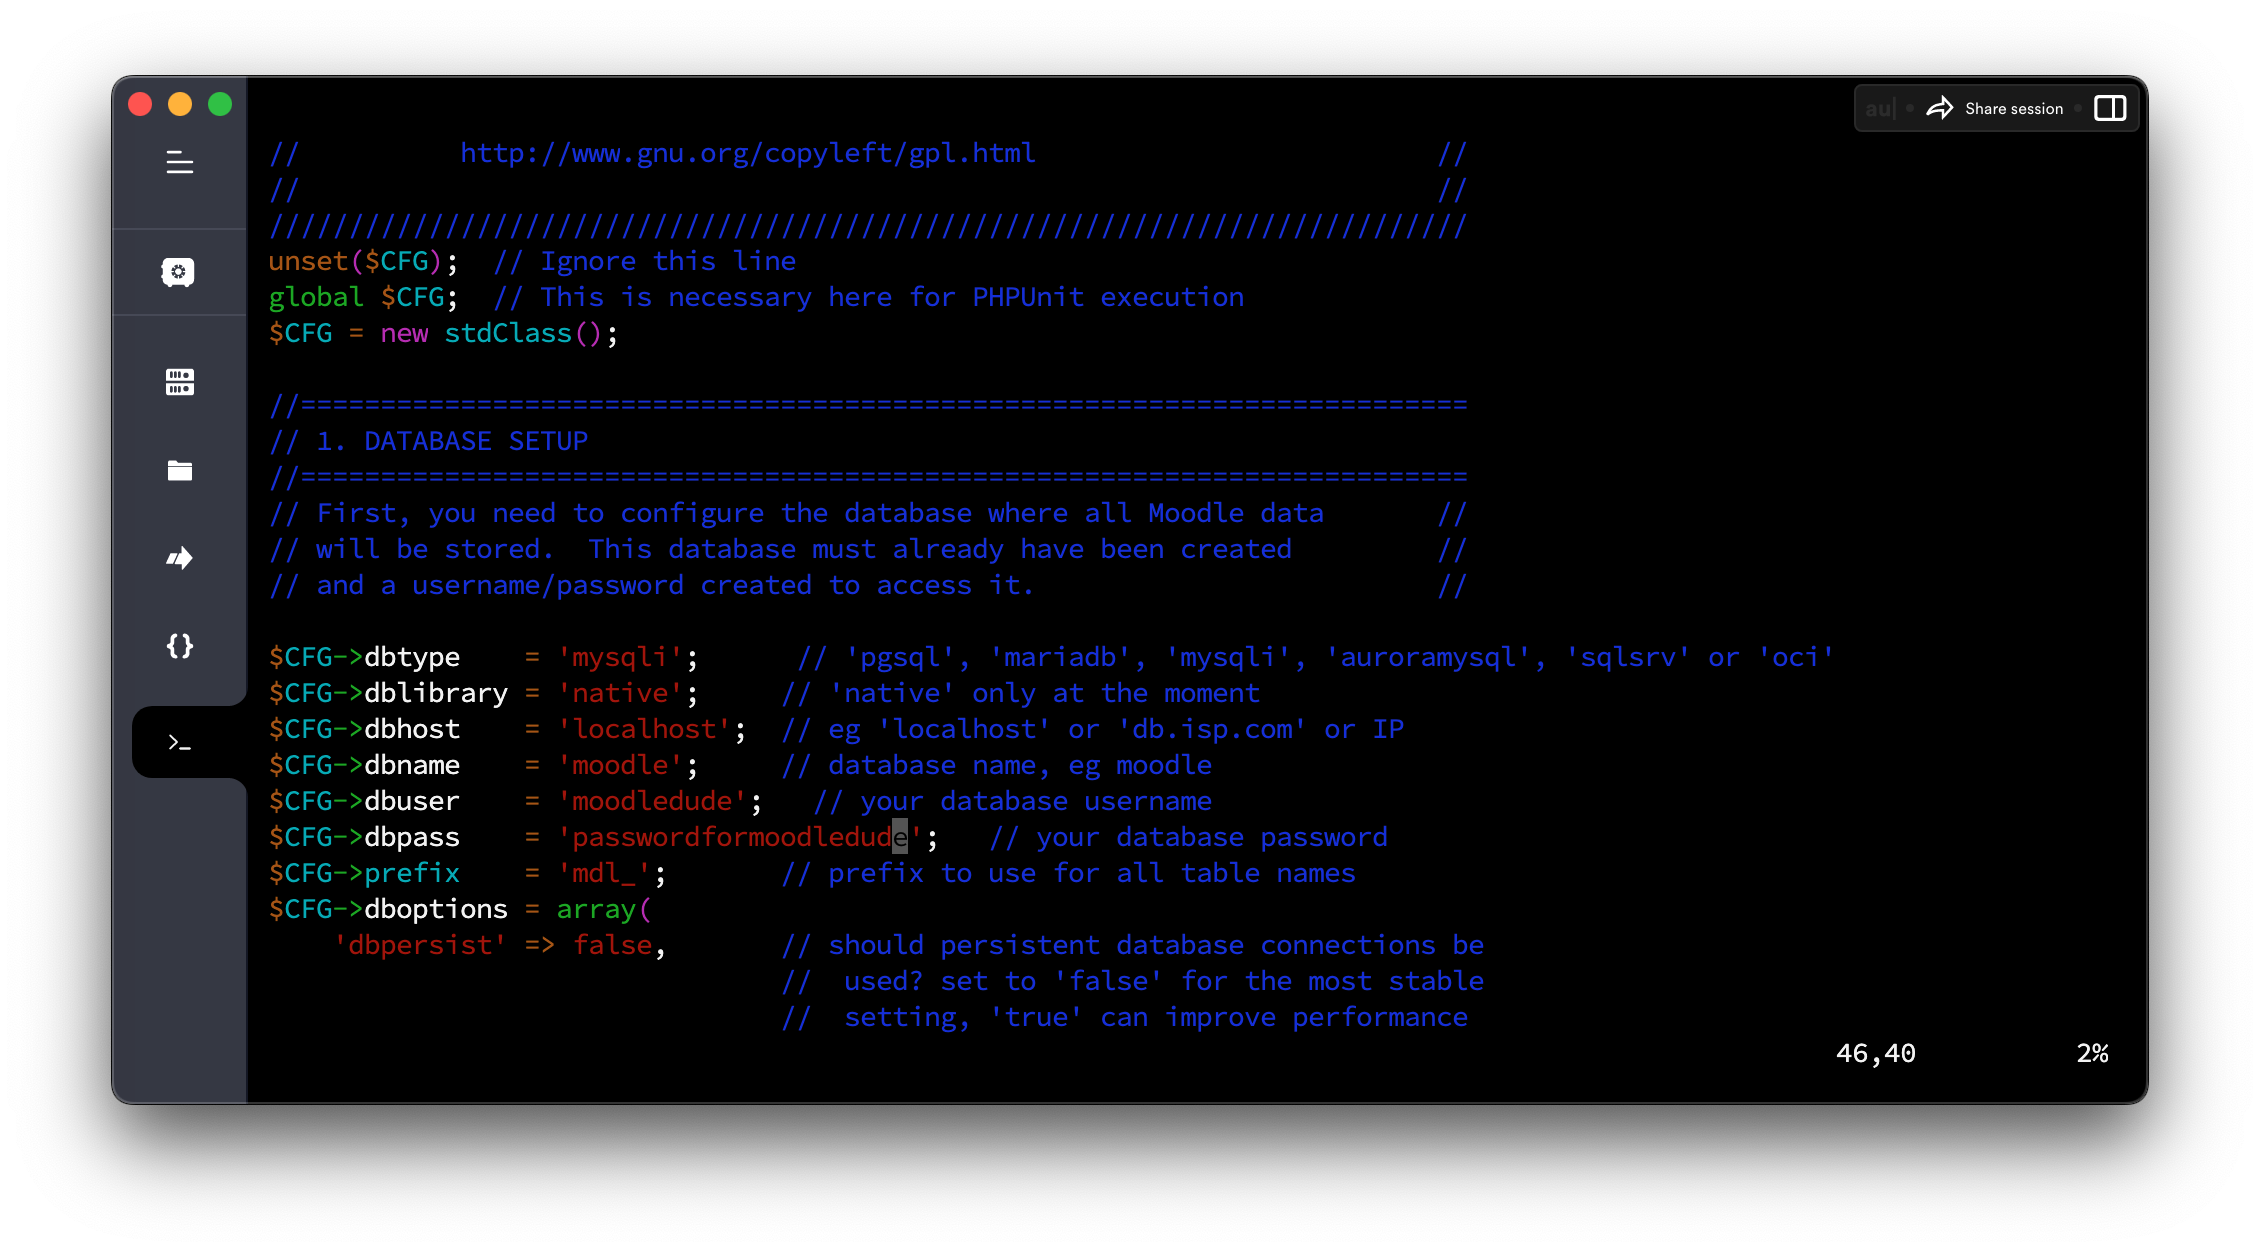 au| • Share session •
//          http://www.gnu.org/copyleft/gpl.html                         //
//                                                                       //
///////////////////////////////////////////////////////////////////////////
unset($CFG);  // Ignore this line
global $CFG;  // This is necessary here for PHPUnit execution
$CFG = new stdClass();
//=========================================================================
// 1. DATABASE SETUP
//=========================================================================
// First, you need to configure the database where all Moodle data       //
// will be stored.  This database must already have been created         //
// and a username/password created to access it.                         //
$CFG->dbtype    = 'mysqli';      // 'pgsql', 'mariadb', 'mysqli', 'auroramysql', 'sqlsrv' or 'oci'
$CFG->dblibrary = 'native';     // 'native' only at the moment
$CFG->dbhost    = 'localhost';  // eg 'localhost' or 'db.isp.com' or IP
$CFG->dbname    = 'moodle';     // database name, eg moodle
$CFG->dbuser    = 'moodledude';   // your database username
$CFG->dbpass    = 'passwordformoodledude';   // your database password
$CFG->prefix    = 'mdl_';       // prefix to use for all table names
$CFG->dboptions = array(
    'dbpersist' => false,       // should persistent database connections be
                                //  used? set to 'false' for the most stable
                                //  setting, 'true' can improve performance
46,40          2%